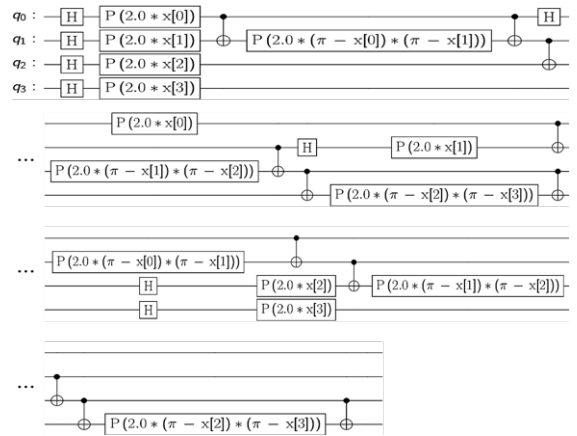 q₀ : H P(2.0 * x[0]) H
q₁ : H P(2.0 * x[1]) P(2.0 * (π − x[0]) * (π − x[1]))
q₂ : H P(2.0 * x[2])
q₃ : H P(2.0 * x[3])
P(2.0 * x[0])
... H P(2.0 * x[1])
P(2.0 * (π − x[1]) * (π − x[2]))
P(2.0 * (π − x[2]) * (π − x[3]))
... P(2.0 * (π − x[0]) * (π − x[1]))
H P(2.0 * x[2]) P(2.0 * (π − x[1]) * (π − x[2]))
H P(2.0 * x[3])
...
P(2.0 * (π − x[2]) * (π − x[3]))